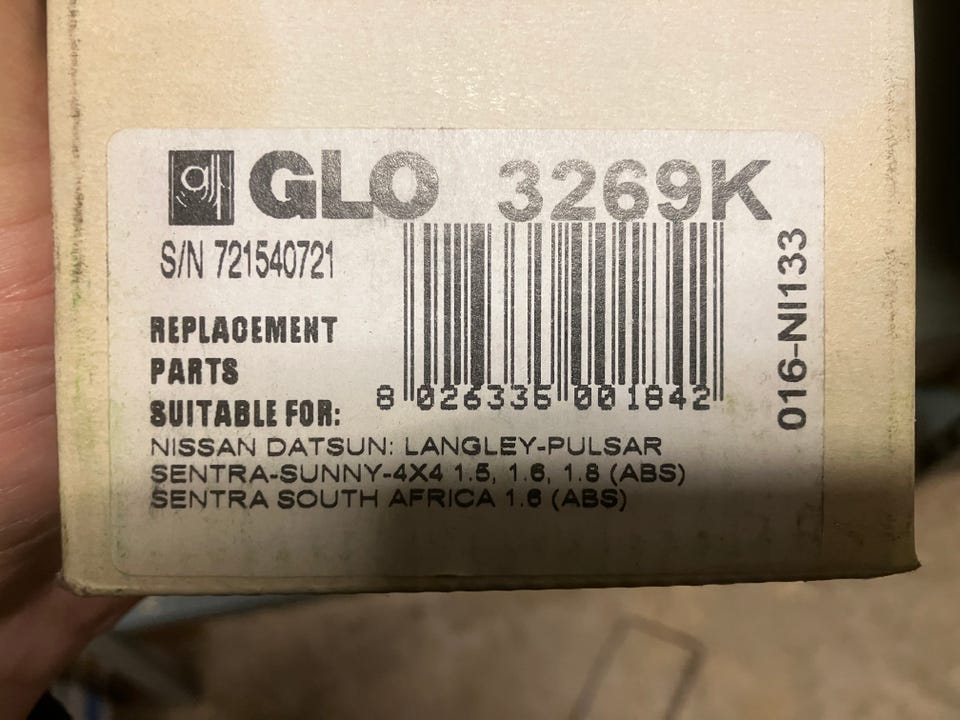 GLO 3269K
S/N 721540721
REPLACEMENT
PARTS
SUITABLE FOR:
8 026335 001842
NISSAN DATSUN: LANGLEY-PULSAR
SENTRA-SUNNY-4X4 1.5, 1.6, 1.8 (ABS)
SENTRA SOUTH AFRICA 1.6 (ABS)
016-NI133